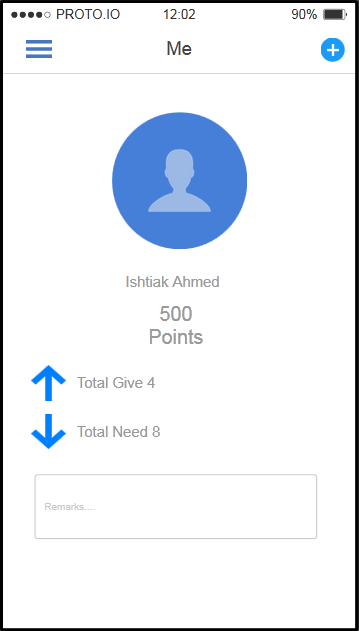 PROTO.IO 12:02 90%
Me
Ishtiak Ahmed
500
Points
Total Give 4
Total Need 8
Remarks....